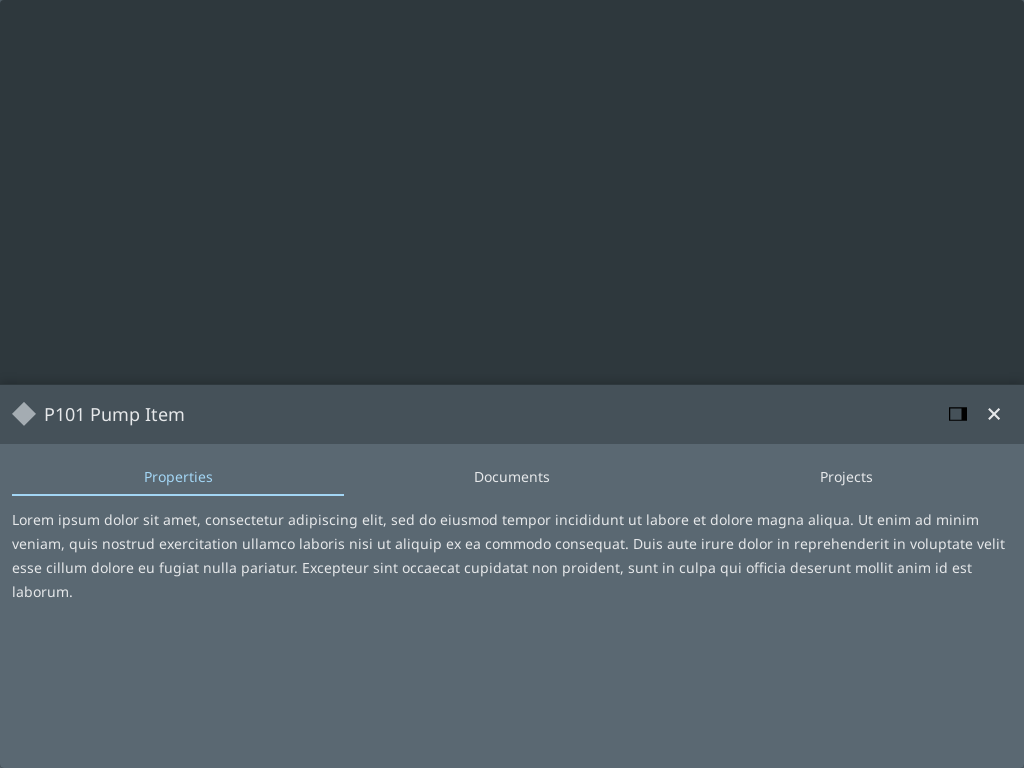 P101 Pump Item
Properties Documents Projects
Lorem ipsum dolor sit amet, consectetur adipiscing elit, sed do eiusmod tempor incididunt ut labore et dolore magna aliqua. Ut enim ad minim
veniam, quis nostrud exercitation ullamco laboris nisi ut aliquip ex ea commodo consequat. Duis aute irure dolor in reprehenderit in voluptate velit
esse cillum dolore eu fugiat nulla pariatur. Excepteur sint occaecat cupidatat non proident, sunt in culpa qui officia deserunt mollit anim id est
laborum.